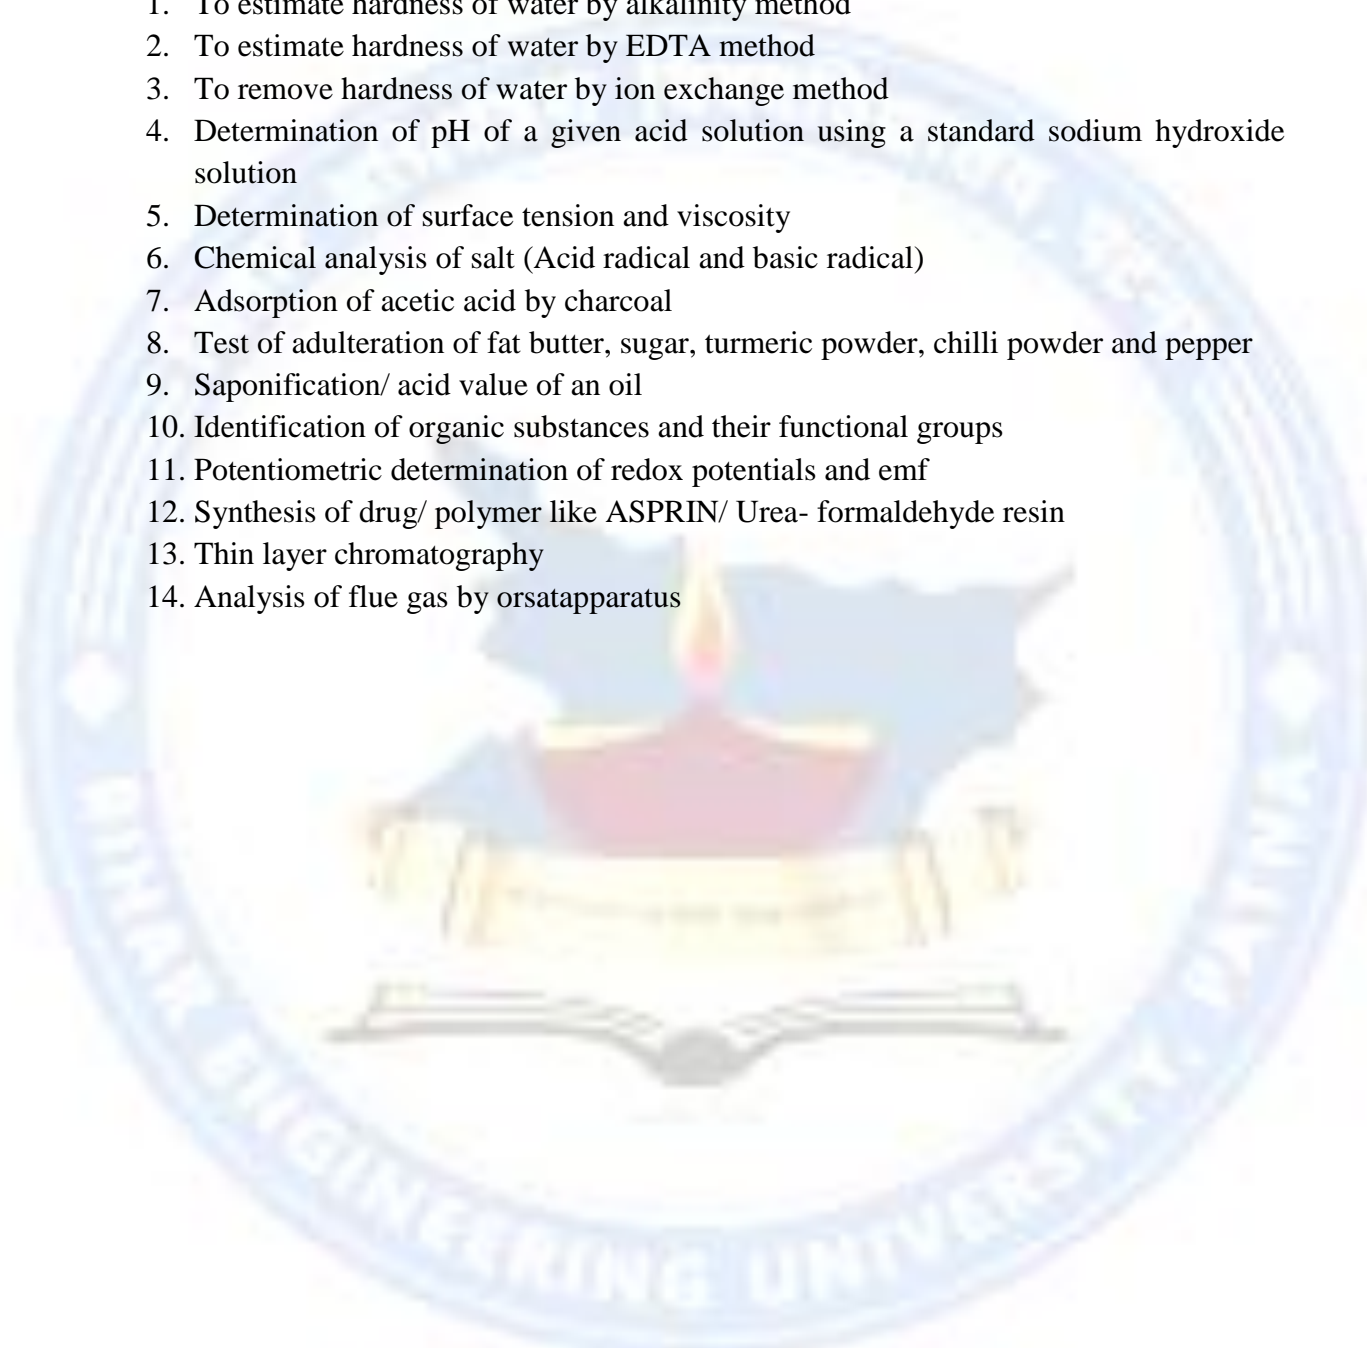 1. To estimate hardness of water by alkalinity method
2. To estimate hardness of water by EDTA method
3. To remove hardness of water by ion exchange method
4. Determination of pH of a given acid solution using a standard sodium hydroxide
solution
5. Determination of surface tension and viscosity
6. Chemical analysis of salt (Acid radical and basic radical)
7. Adsorption of acetic acid by charcoal
8. Test of adulteration of fat butter, sugar, turmeric powder, chilli powder and pepper
9. Saponification/ acid value of an oil
10. Identification of organic substances and their functional groups
11. Potentiometric determination of redox potentials and emf
12. Synthesis of drug/ polymer like ASPRIN/ Urea- formaldehyde resin
13. Thin layer chromatography
14. Analysis of flue gas by orsatapparatus
BIHAR ENGINEERING UNIVERSITY, PATNA